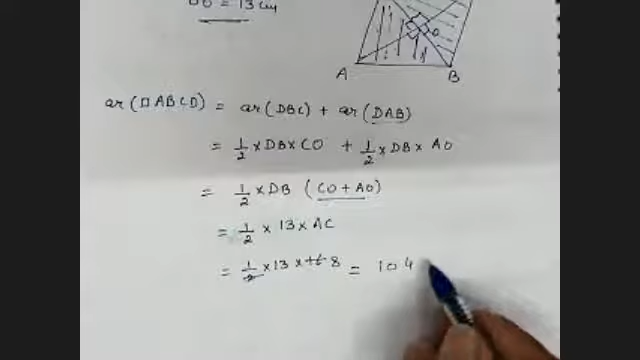 = 13 cm
O
A B
ar(□ABCD) = ar(DBC) + ar(DAB)
= 1/2 × DB × CO + 1/2 × DB × AO
= 1/2 × DB (CO + AO)
= 1/2 × 13 × AC
= 1/2 × 13 × 16 8 = 104